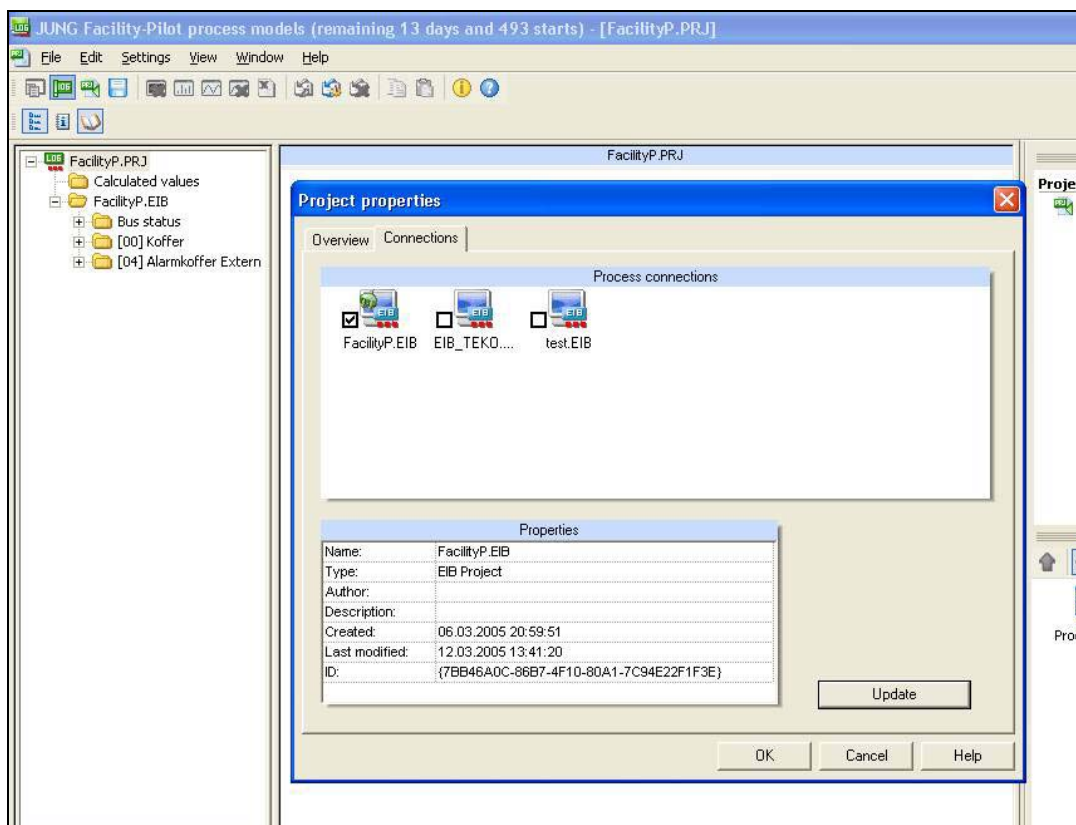 JUNG Facility-Pilot process models (remaining 13 days and 493 starts) - [FacilityP.PRJ]
File Edit Settings View Window Help
FacilityP.PRJ
Calculated values
FacilityP.EIB
Bus status
[00] Koffer
[04] Alarmkoffer Extern
FacilityP.PRJ
Project properties
Overview Connections
Process connections
FacilityP.EIB EIB_TEKO.... test.EIB
Properties
Name: FacilityP.EIB
Type: EIB Project
Author:
Description:
Created: 06.03.2005 20:59:51
Last modified: 12.03.2005 13:41:20
ID: {7BB46A0C-86B7-4F10-80A1-7C94E22F1F3E}
Update
OK Cancel Help
Proje
Pro